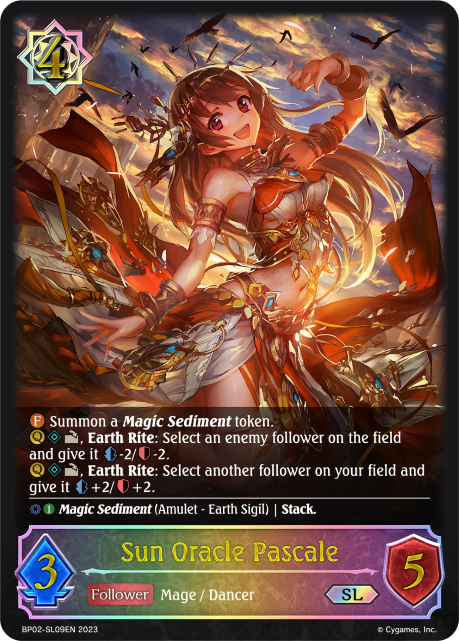 4
F Summon a Magic Sediment token.
Q , Earth Rite: Select an enemy follower on the field
and give it -2/ -2.
Q , Earth Rite: Select another follower on your field and
give it +2/ +2.
1 Magic Sediment (Amulet - Earth Sigil) | Stack.
Sun Oracle Pascale
3
5
Follower Mage / Dancer SL
BP02-SL09EN 2023 © Cygames, Inc.